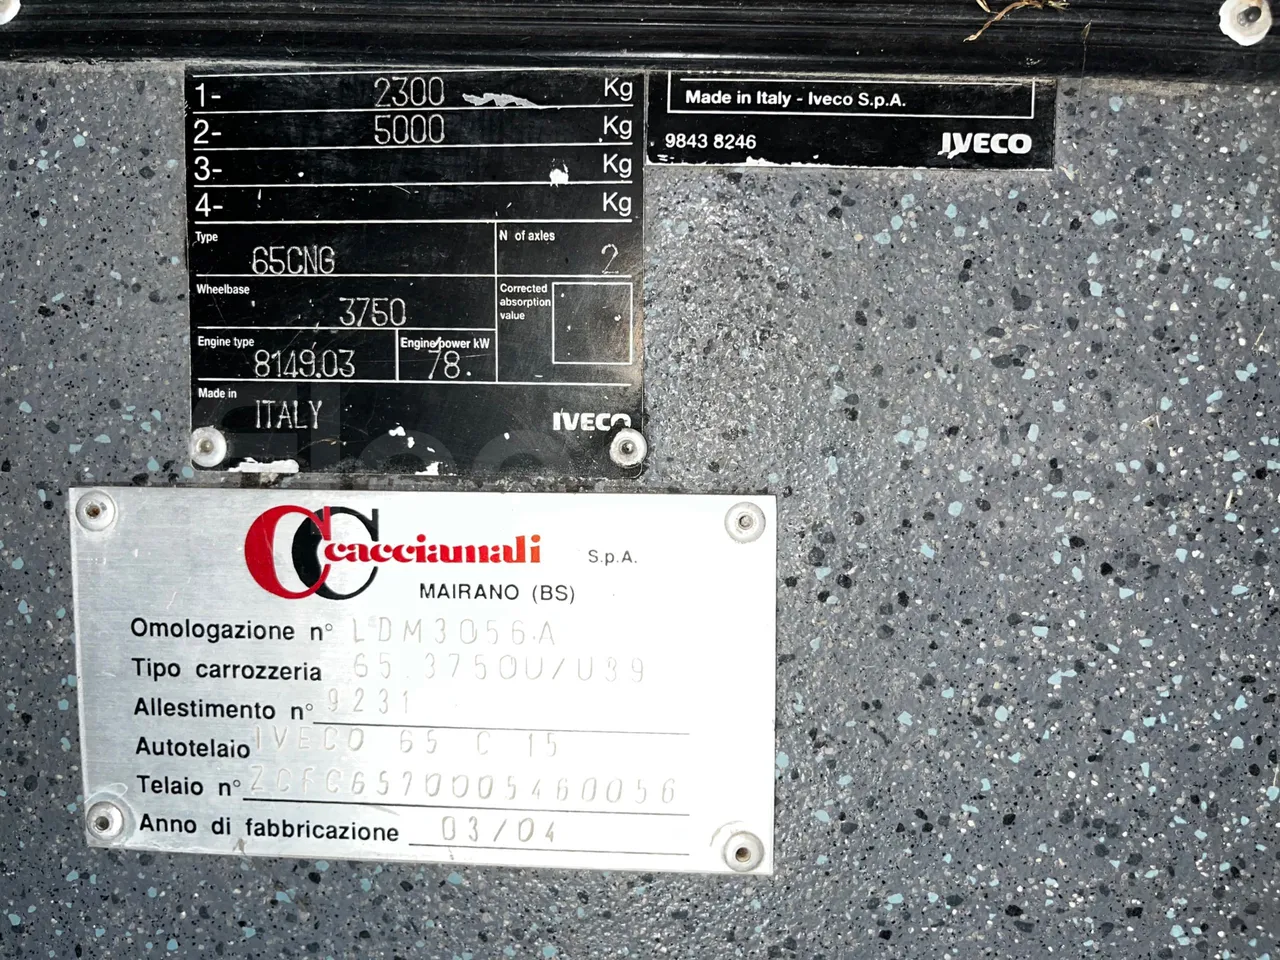 1- 2300 Kg
2- 5000 Kg
3- Kg
4- Kg
Type
65CNG
N of axles
2
Wheelbase
3750
Corrected
absorption
value
Engine type
8149.03
Engine power kW
78.
Made in
ITALY
IVECO
Made in Italy - Iveco S.p.A.
9843 8246
IVECO
cacciamali S.p.A.
MAIRANO (BS)
Omologazione n° LDM3056.A
Tipo carrozzeria 65.3750U/U39
Allestimento n° 9231
Autotelaio IVECO 65 C 15
Telaio n° ZCFC6570005460056
Anno di fabbricazione 03/04